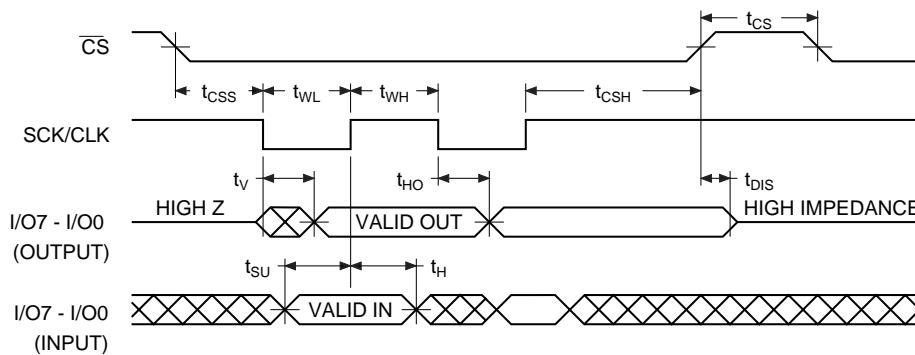 t_CS
CS
t_CSS t_WL t_WH t_CSH
SCK/CLK
t_V t_HO t_DIS
HIGH Z VALID OUT HIGH IMPEDANCE
I/O7 - I/O0
(OUTPUT)
t_SU t_H
I/O7 - I/O0 VALID IN
(INPUT)